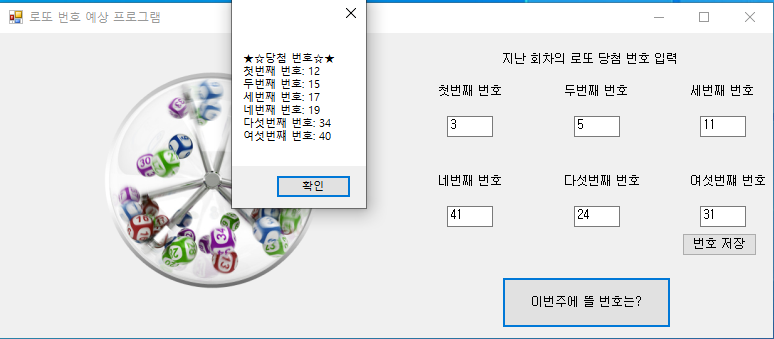 로또 번호 예상 프로그램
★☆당첨 번호☆★
첫번째 번호: 12
두번째 번호: 15
세번째 번호: 17
네번째 번호: 19
다섯번째 번호: 34
여섯번째 번호: 40
확인
지난 회차의 로또 당첨 번호 입력
첫번째 번호 두번째 번호 세번째 번호
3 5 11
네번째 번호 다섯번째 번호 여섯번째 번호
41 24 31
번호 저장
이번주에 뜰 번호는?
30
32
13